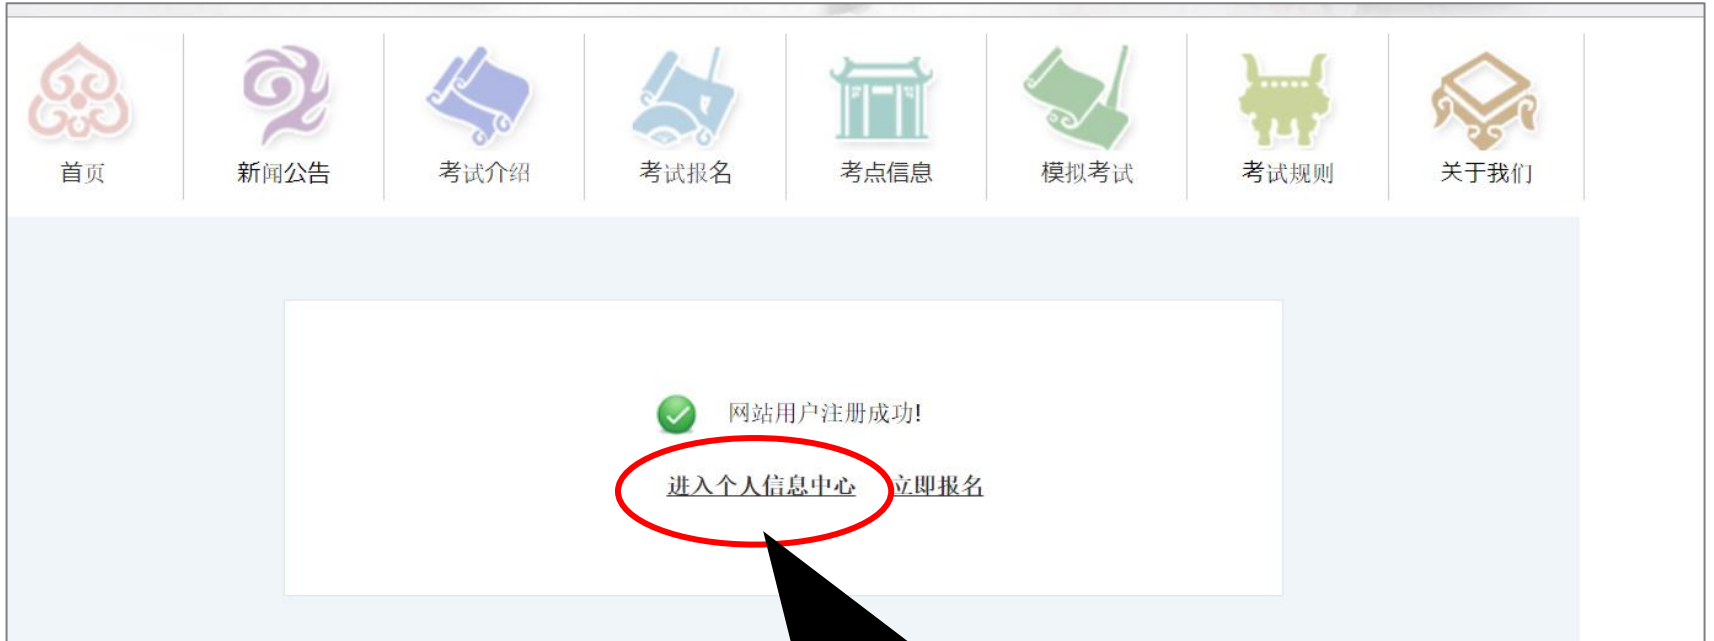 首页 新闻公告 考试介绍 考试报名 考点信息 模拟考试 考试规则 关于我们
网站用户注册成功!
进入个人信息中心 立即报名